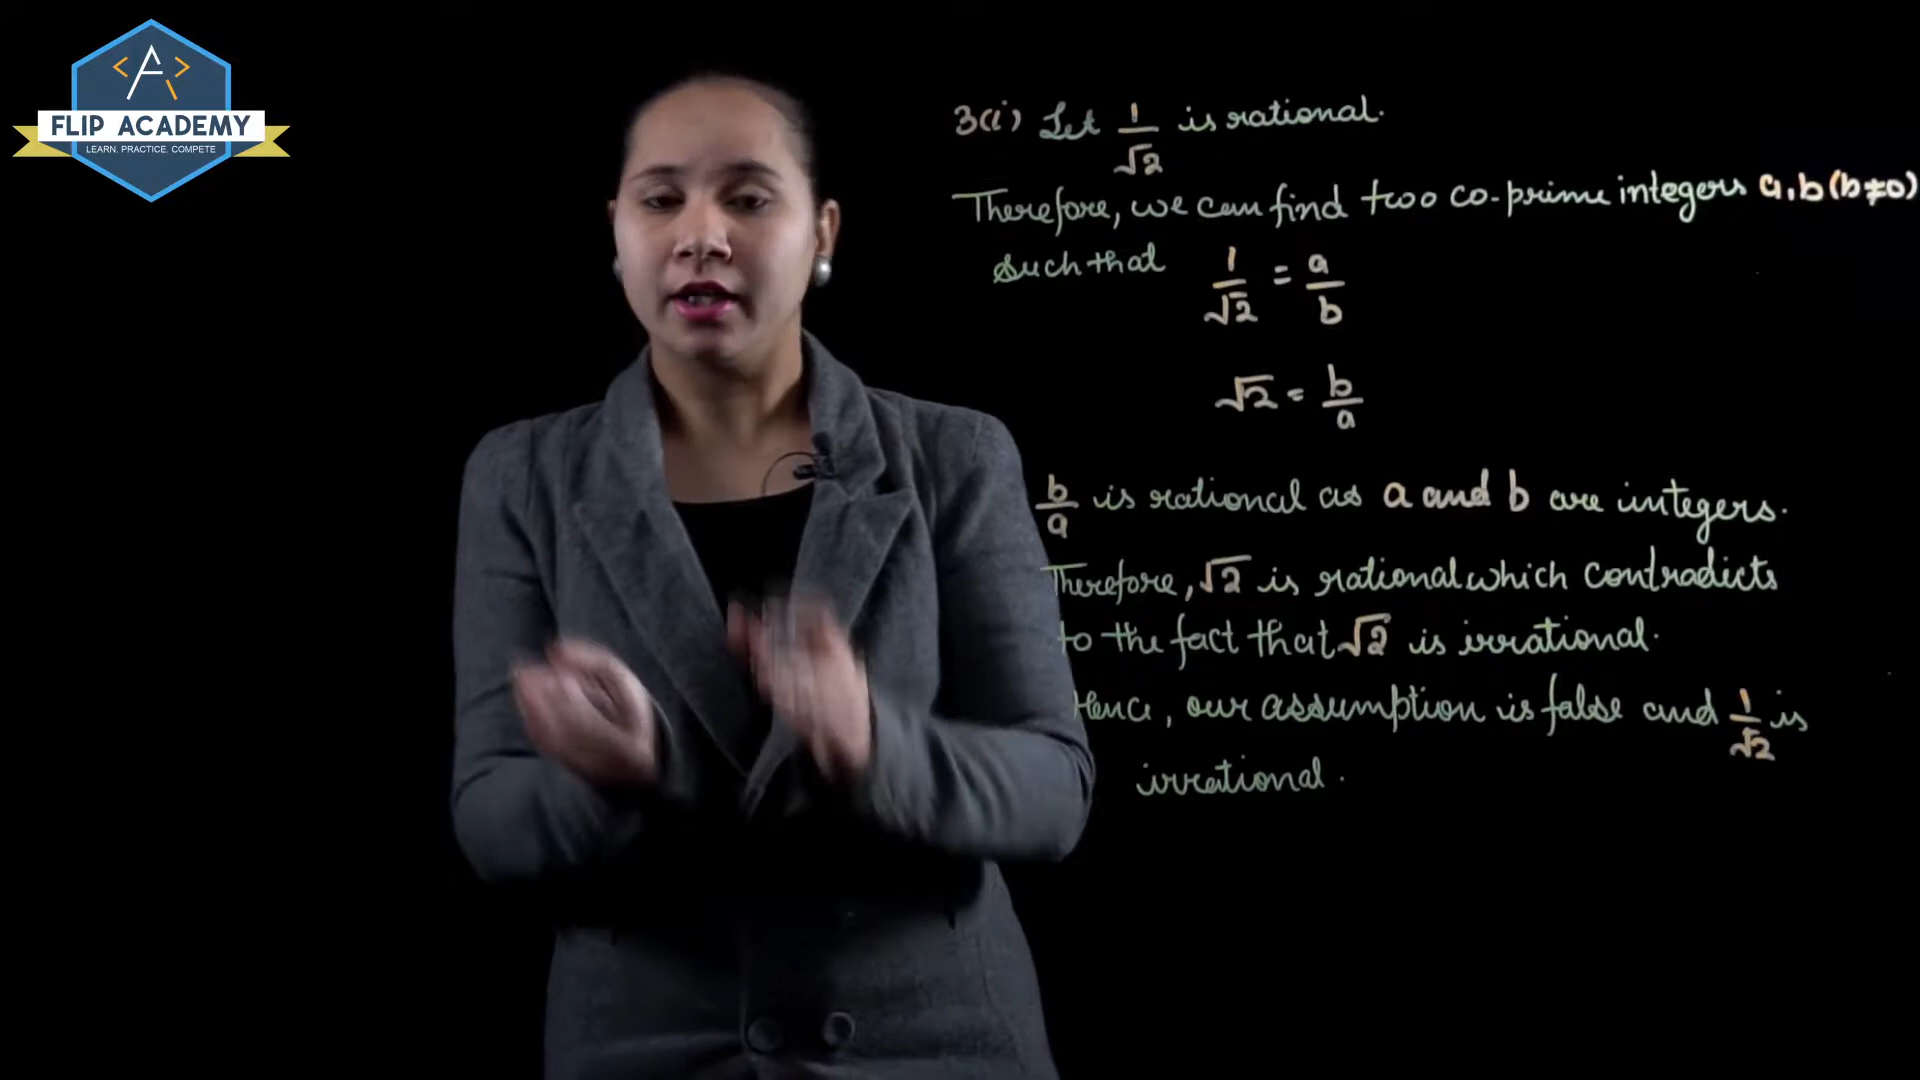 FLIP ACADEMY
LEARN. PRACTICE. COMPETE
3(i) Let 1/√2 is rational.
Therefore, we can find two co-prime integers a, b (b≠0)
such that 1/√2 = a/b
√2 = b/a
b/a is rational as a and b are integers.
Therefore, √2 is rational which contradicts
to the fact that √2 is irrational.
Hence, our assumption is false and 1/√2 is
irrational.